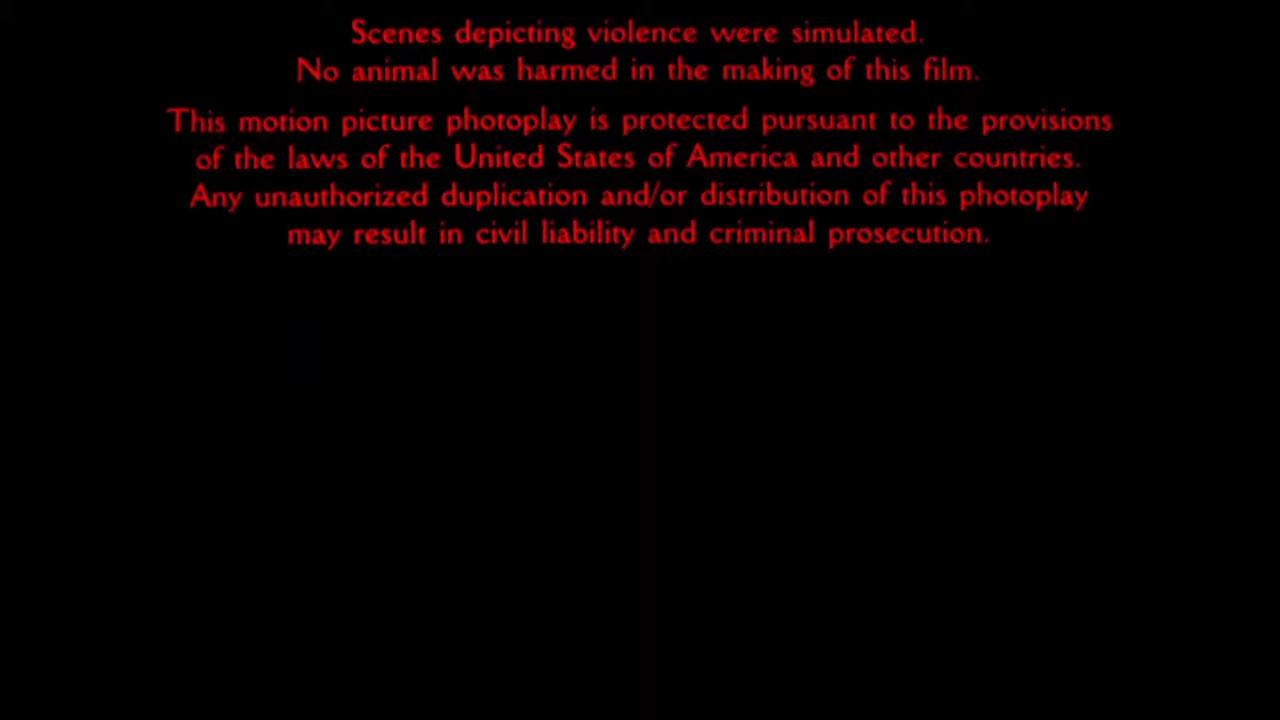 Scenes depicting violence were simulated.
No animal was harmed in the making of this film.
This motion picture photoplay is protected pursuant to the provisions
of the laws of the United States of America and other countries.
Any unauthorized duplication and/or distribution of this photoplay
may result in civil liability and criminal prosecution.